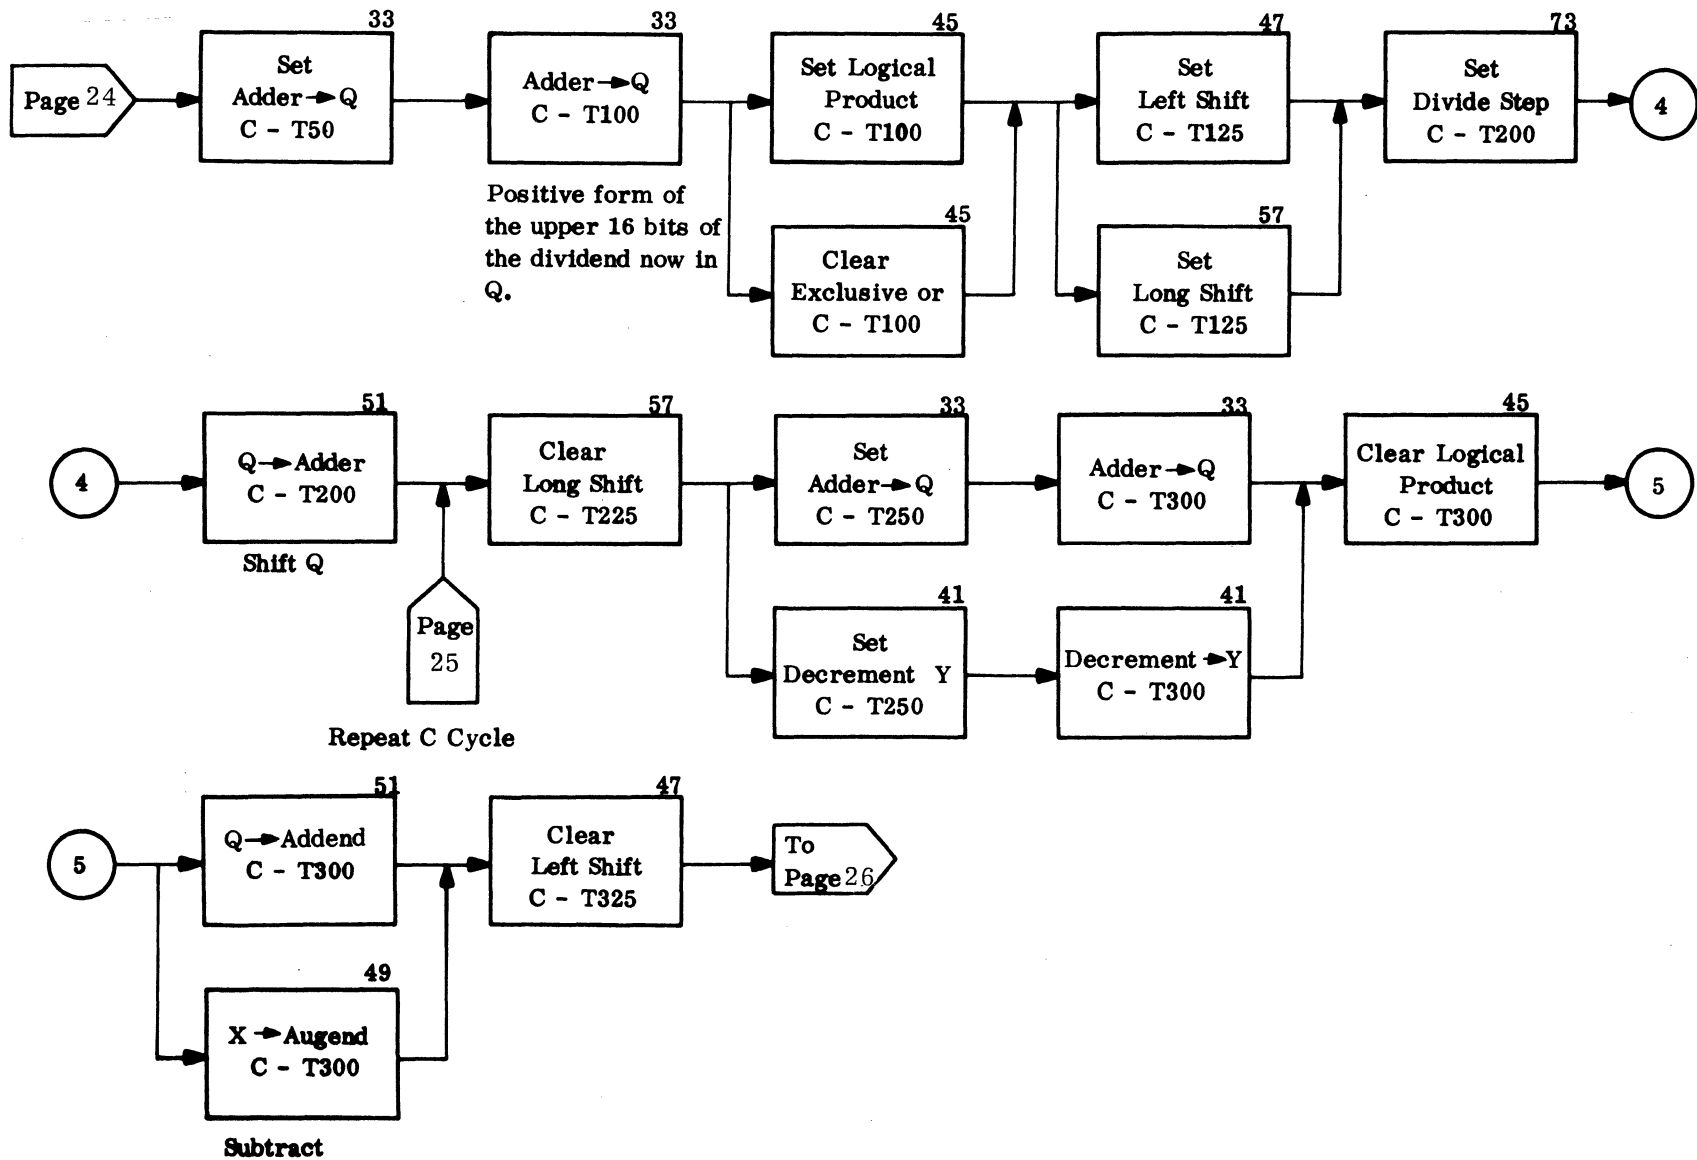 33
33
45
47
73
Page 24
Set
Adder → Q
C - T50
Adder → Q
C - T100
Set Logical
Product
C - T100
Set
Left Shift
C - T125
Set
Divide Step
C - T200
4
Positive form of
the upper 16 bits of
the dividend now in
Q.
45
Clear
Exclusive or
C - T100
57
Set
Long Shift
C - T125
51
57
33
33
45
4
Q → Adder
C - T200
Clear
Long Shift
C - T225
Set
Adder → Q
C - T250
Adder → Q
C - T300
Clear Logical
Product
C - T300
5
Shift Q
Page
25
Repeat C Cycle
41
Set
Decrement Y
C - T250
41
Decrement → Y
C - T300
51
47
5
Q → Addend
C - T300
Clear
Left Shift
C - T325
To
Page 26
49
X → Augend
C - T300
Subtract